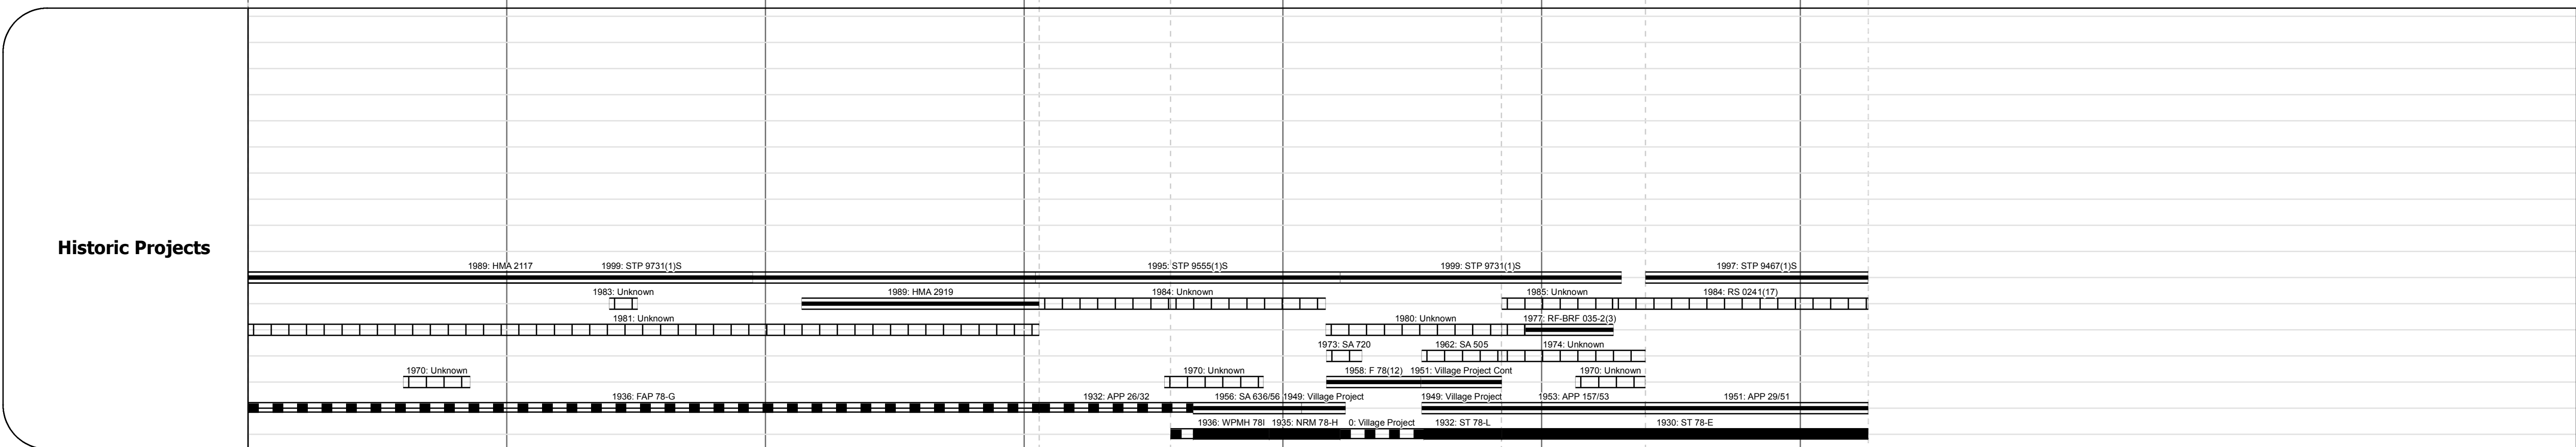 Historic Projects
1989: HMA 2117 1999: STP 9731(1)S 1995: STP 9555(1)S 1999: STP 9731(1)S 1997: STP 9467(1)S
1983: Unknown 1989: HMA 2919 1984: Unknown 1985: Unknown 1984: RS 0241(17)
1981: Unknown 1980: Unknown 1977: RF-BRF 035-2(3)
1973: SA 720 1962: SA 505 1974: Unknown
1970: Unknown 1970: Unknown 1958: F 78(12) 1951: Village Project Cont 1970: Unknown
1936: FAP 78-G 1932: APP 26/32 1956: SA 636/56 1949: Village Project 1949: Village Project 1953: APP 157/53 1951: APP 29/51
1936: WPMH 78I 1935: NRM 78-H 0: Village Project 1932: ST 78-L 1930: ST 78-E